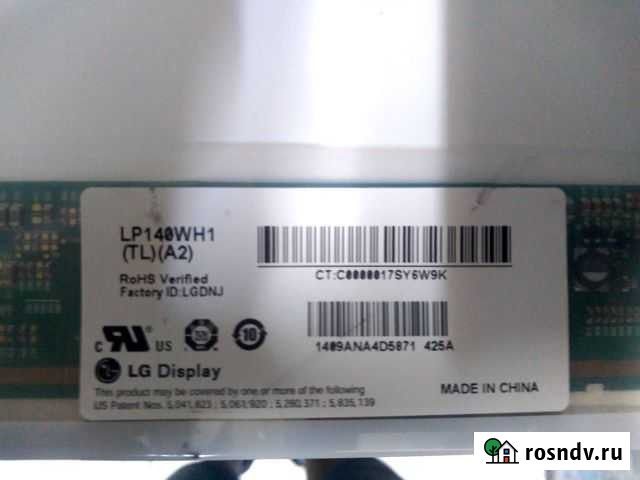 LP140WH1
(TL)(A2)
RoHS Verified
Factory ID:LGDNJ
CT:C0000017SY6W9K
1409ANA4D5871 425A
c RU US
10
LG Display
MADE IN CHINA
This product may be covered by one or more of the following
US Patent Nos. 5,041,823 ; 5,061,920 ; 5,280,371 ; 5,835,139
rosndv.ru